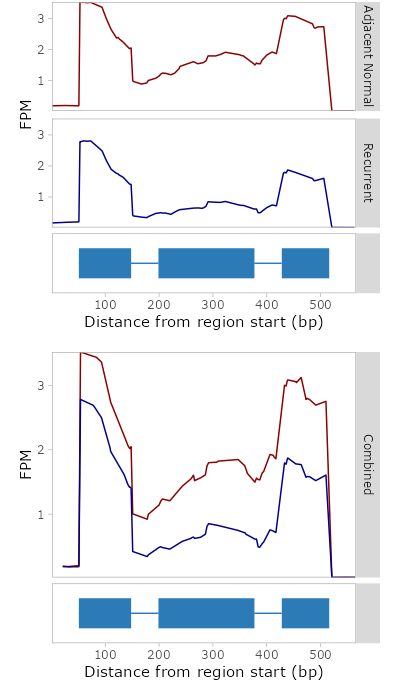 3
2
1
Adjacent Normal
FPM
3
2
1
Recurrent
100 200 300 400 500
Distance from region start (bp)
3
2
1
FPM
Combined
100 200 300 400 500
Distance from region start (bp)